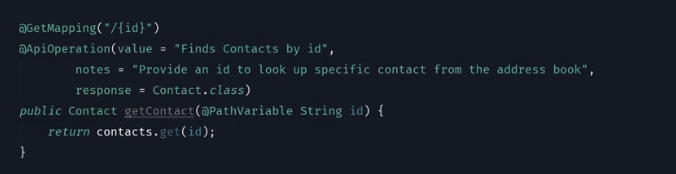 @GetMapping("/{id}")
@ApiOperation(value = "Finds Contacts by id",
notes = "Provide an id to look up specific contact from the address book",
response = Contact.class)
public Contact getContact(@PathVariable String id) {
return contacts.get(id);
}